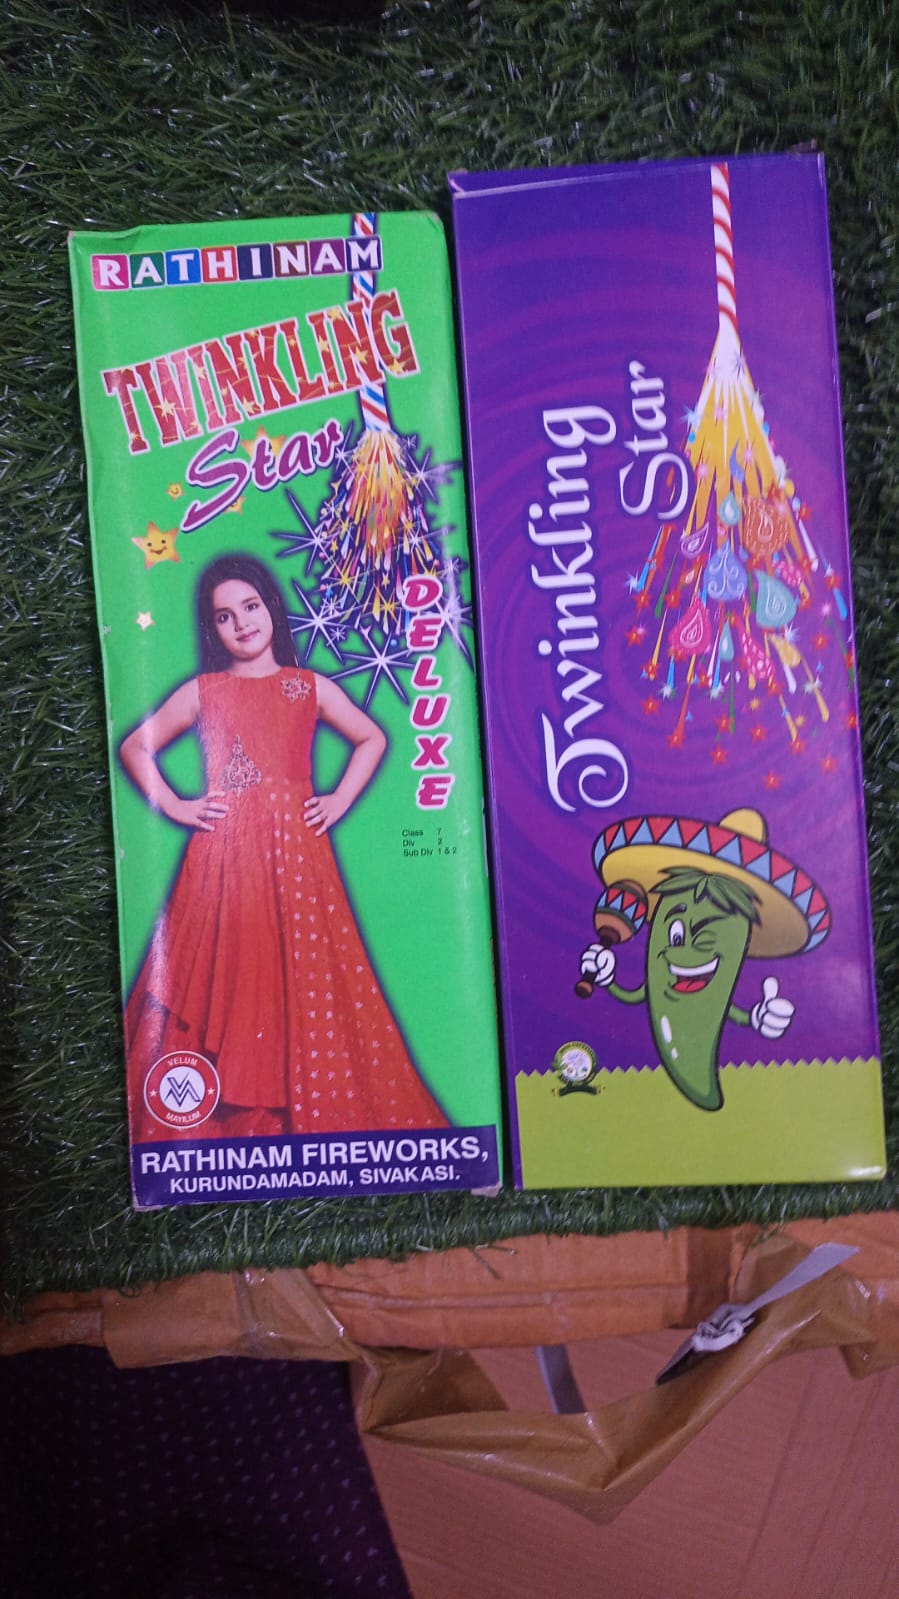 RATHINAM
TWINKLING
Star
DELUXE
Class 7
Div 2
Sub Div 1 & 2
VELUM
MAYILUM
RATHINAM FIREWORKS,
KURUNDAMADAM, SIVAKASI.
Twinkling
Star